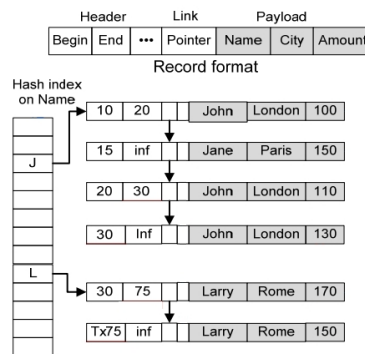 Header Link Payload
Begin End ••• Pointer Name City Amount
Record format
Hash index
on Name
10 20 John London 100
15 inf Jane Paris 150
J
20 30 John London 110
30 Inf John London 130
L
30 75 Larry Rome 170
Tx75 inf Larry Rome 150